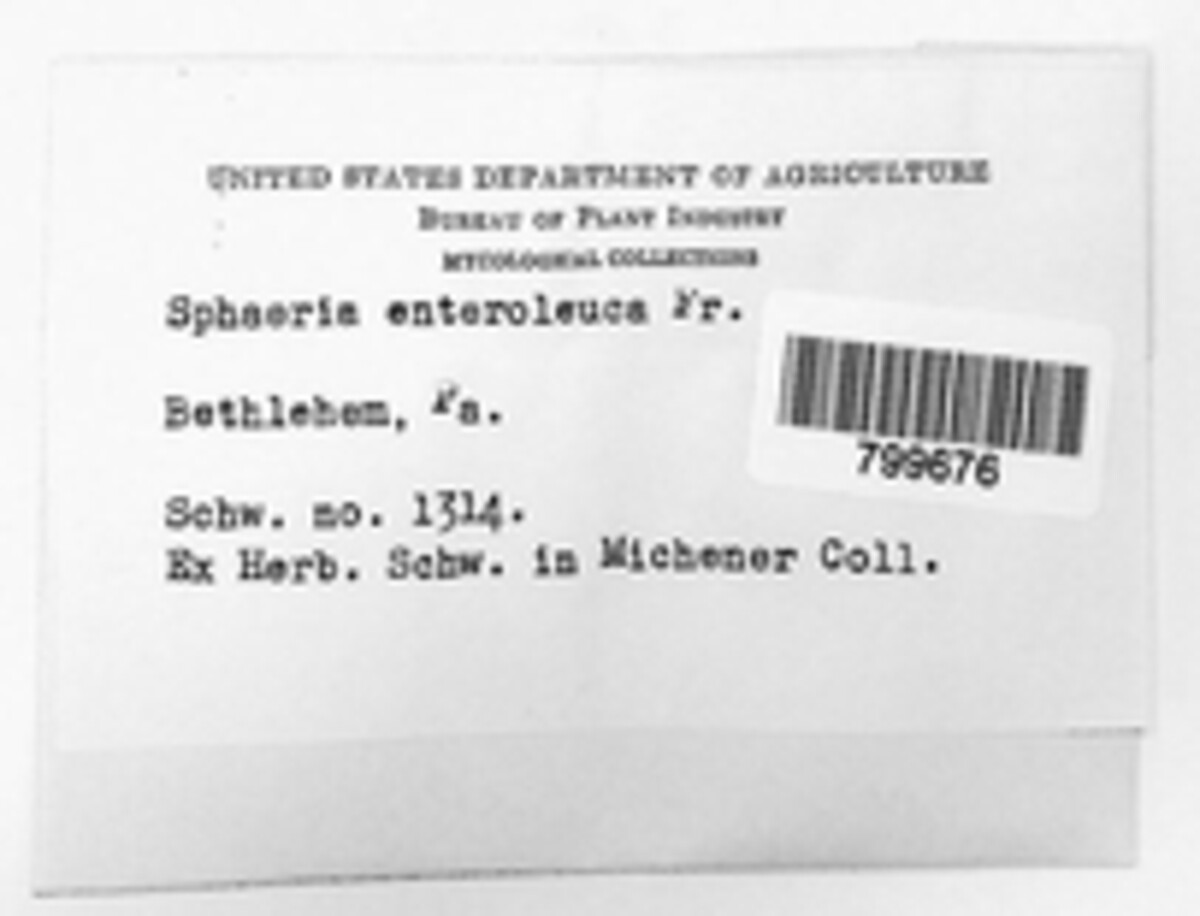 UNITED STATES DEPARTMENT OF AGRICULTURE
BUREAU OF PLANT INDUSTRY
MYCOLOGICAL COLLECTIONS
Sphaeria enteroleuca Fr.
Bethlehem, Pa.
799676
Schw. no. 1314.
Ex Herb. Schw. in Michener Coll.